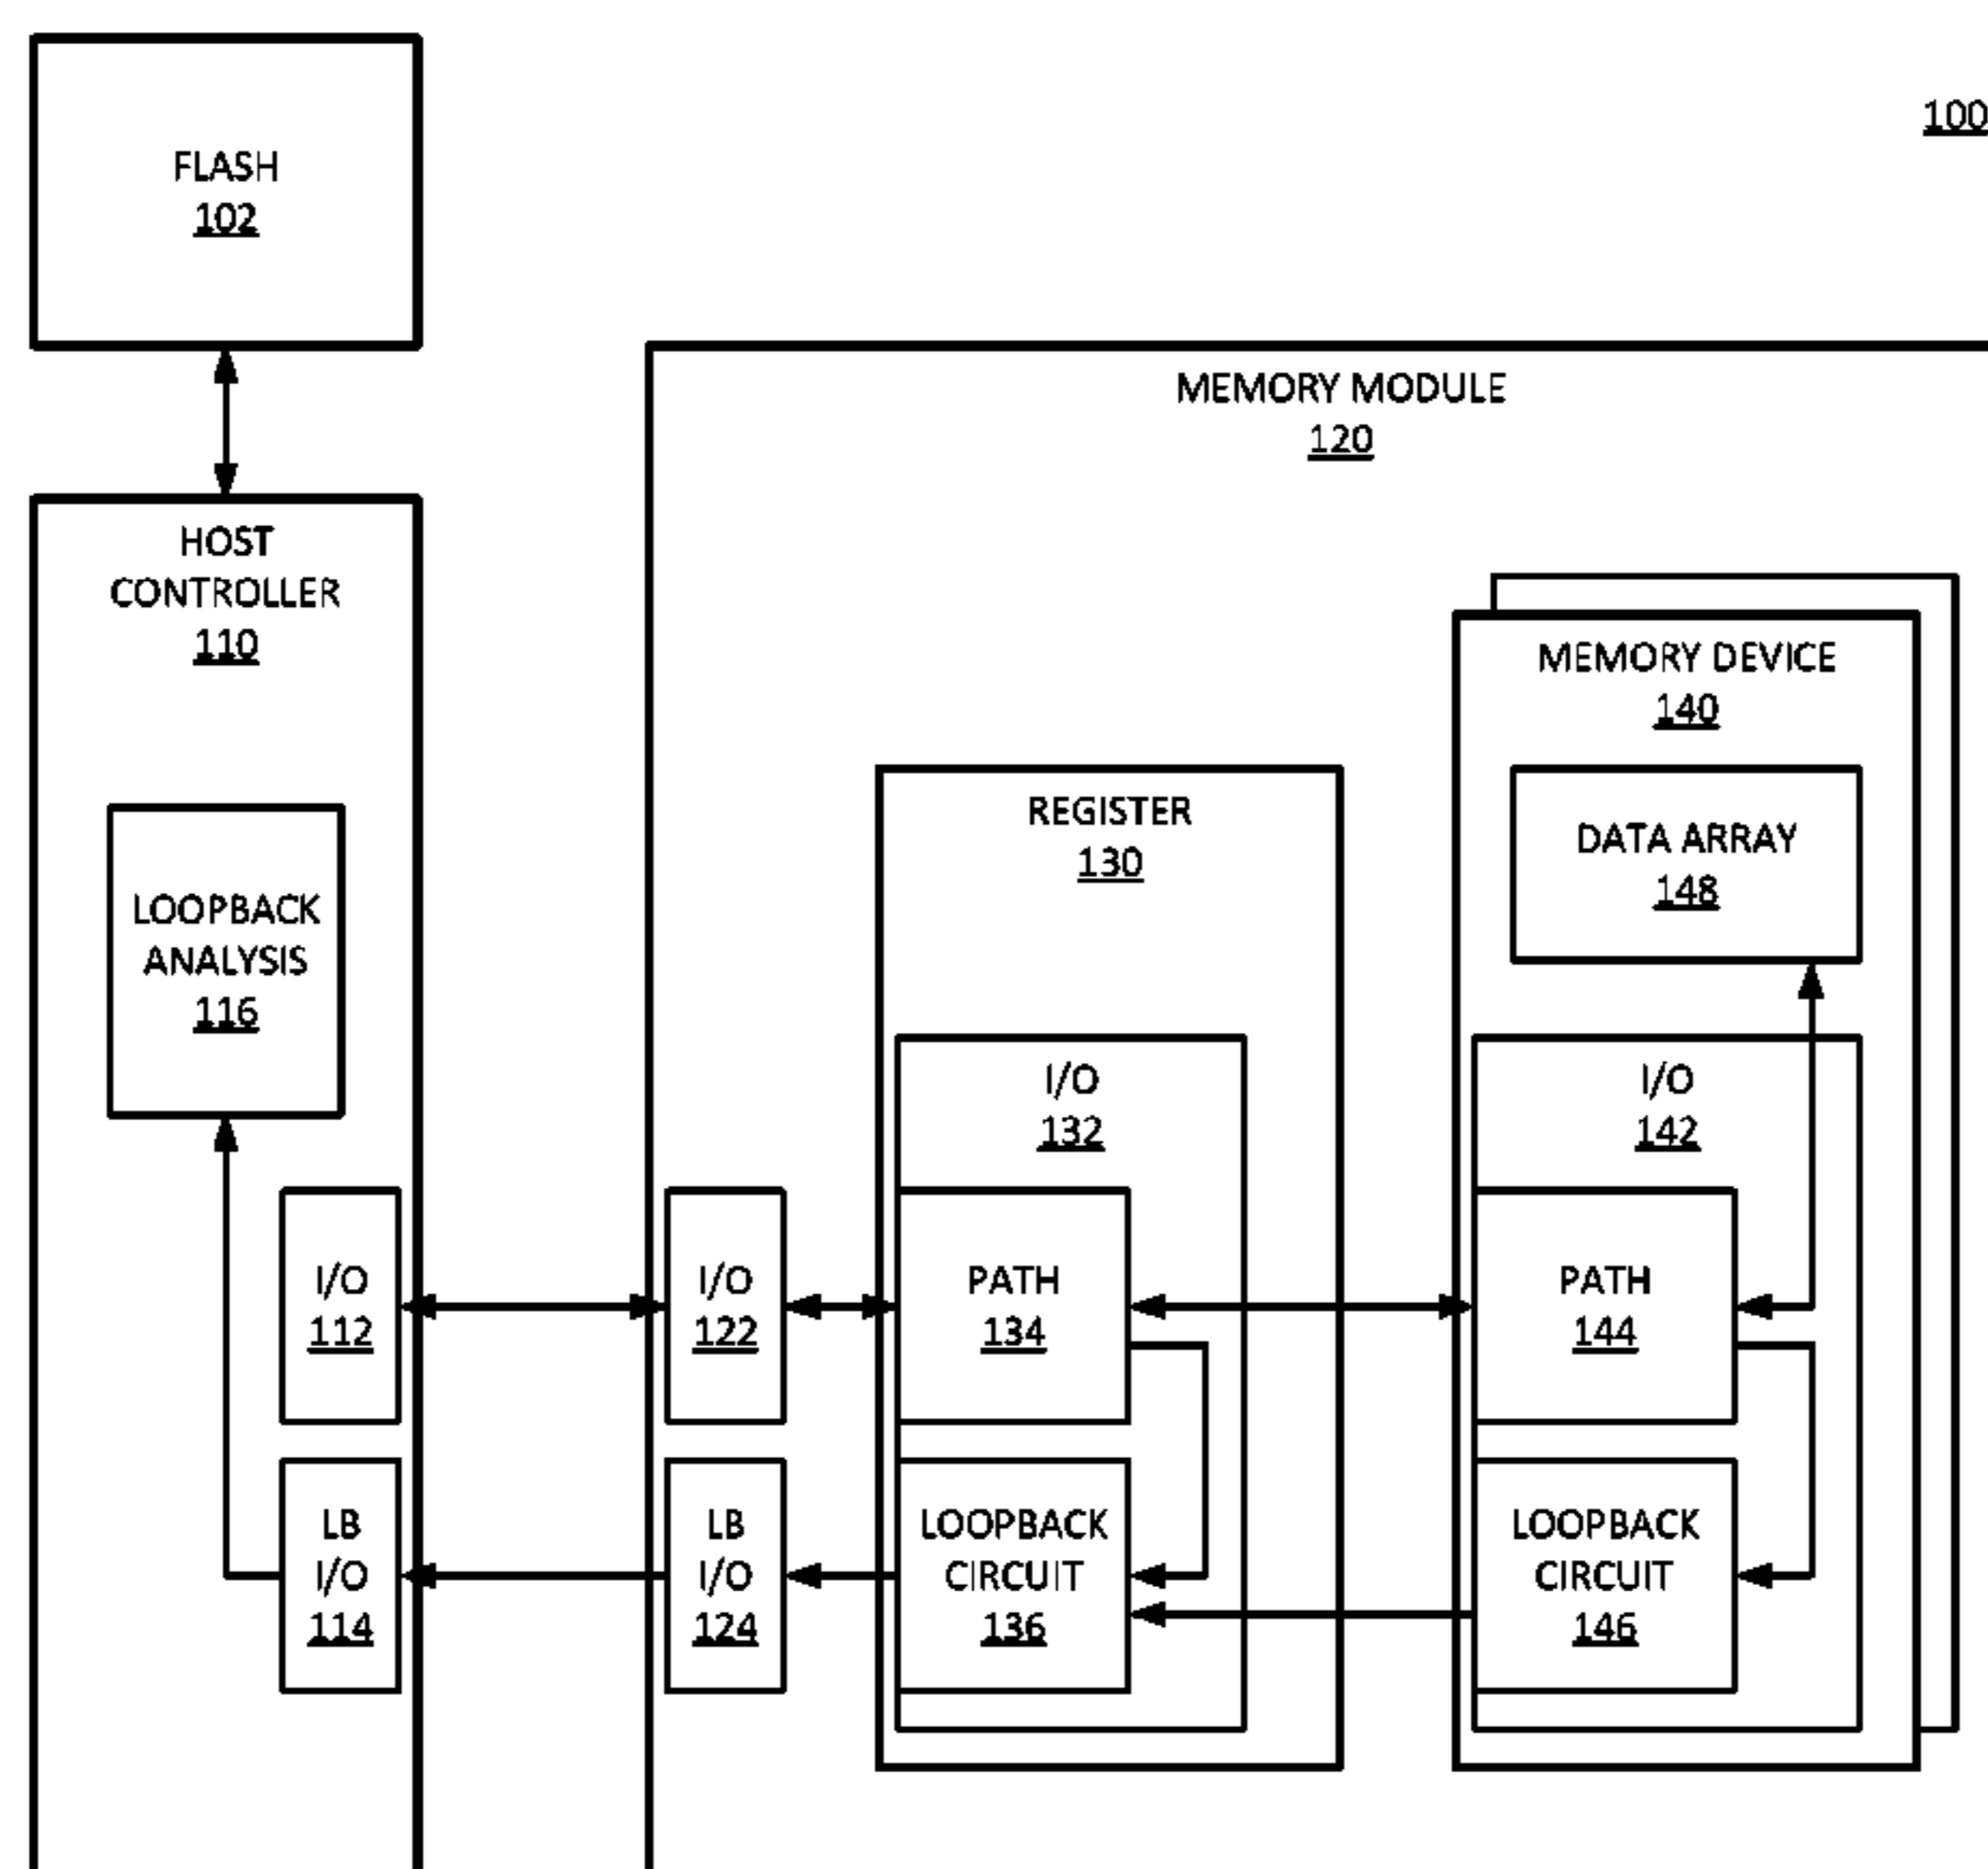 FLASH
102
100
MEMORY MODULE
120
HOST
CONTROLLER
110
LOOPBACK
ANALYSIS
116
I/O
112
LB
I/O
114
I/O
122
LB
I/O
124
REGISTER
130
I/O
132
PATH
134
LOOPBACK
CIRCUIT
136
MEMORY DEVICE
140
DATA ARRAY
148
I/O
142
PATH
144
LOOPBACK
CIRCUIT
146